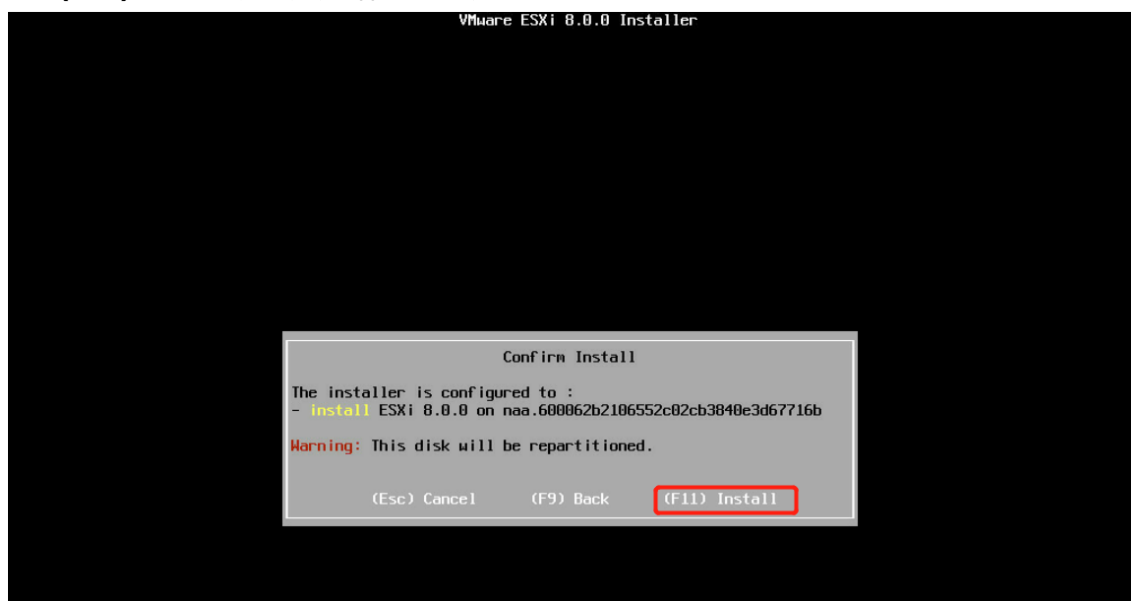 VMware ESXi 8.0.0 Installer
Confirm Install
The installer is configured to :
- install ESXi 8.0.0 on naa.600062b2106552c02cb3840e3d67716b
Warning: This disk will be repartitioned.
(Esc) Cancel (F9) Back (F11) Install